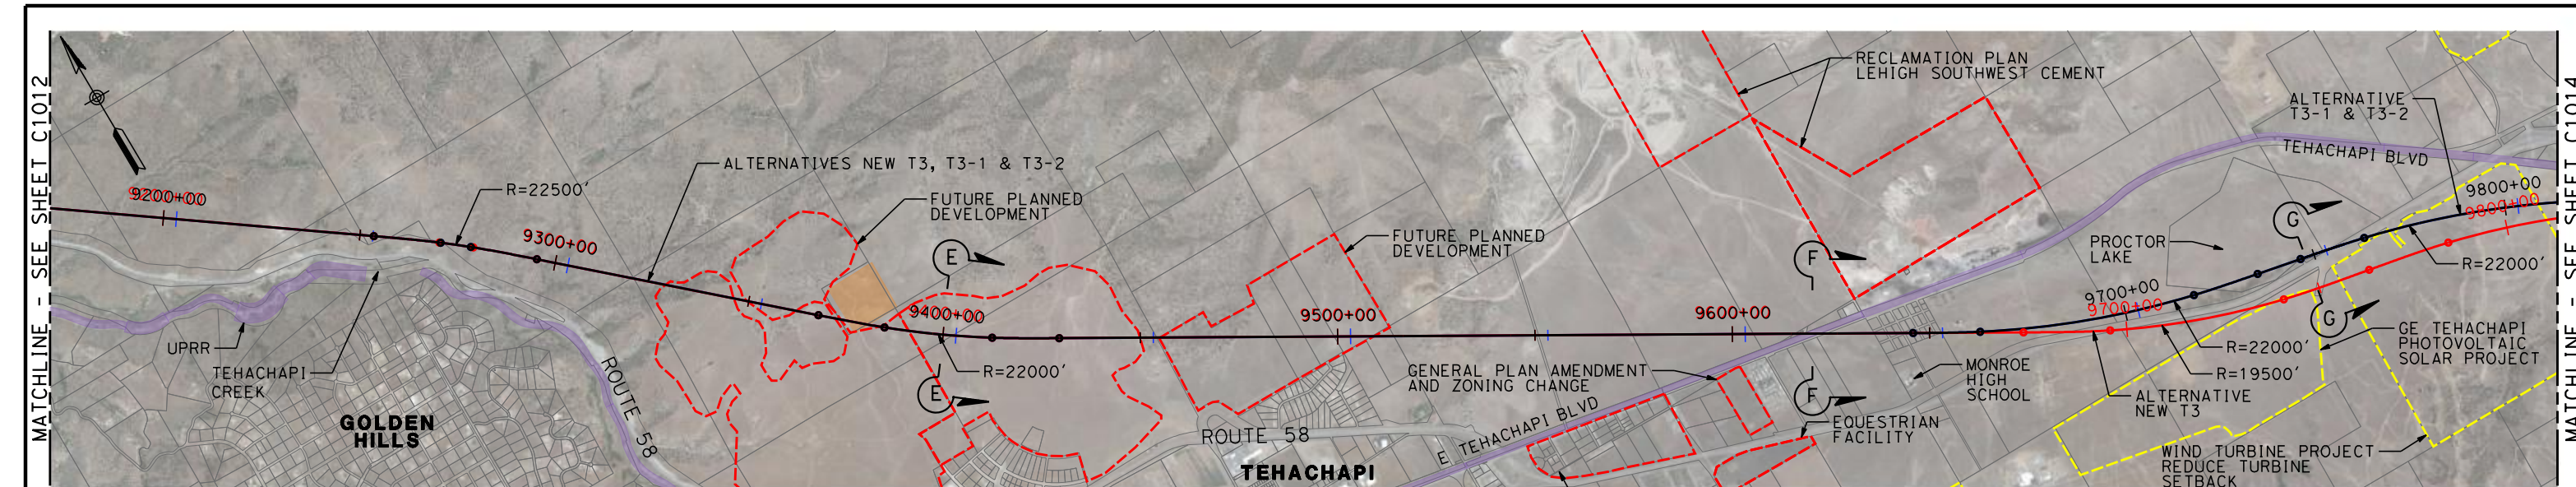 MATCHLINE - SEE SHEET C1012
9200+00
9200+00
R=22500'
9300+00
ALTERNATIVES NEW T3, T3-1 & T3-2
FUTURE PLANNED
DEVELOPMENT
E
9400+00
R=22000'
E
UPRR
TEHACHAPI
CREEK
GOLDEN
HILLS
ROUTE 58
FUTURE PLANNED
DEVELOPMENT
9500+00
ROUTE 58
TEHACHAPI
E TEHACHAPI BLVD
GENERAL PLAN AMENDMENT
AND ZONING CHANGE
RECLAMATION PLAN
LEHIGH SOUTHWEST CEMENT
F
9600+00
F
EQUESTRIAN
FACILITY
MONROE
HIGH
SCHOOL
PROCTOR
LAKE
9700+00
9700+00
G
ALTERNATIVE
T3-1 & T3-2
TEHACHAPI BLVD
9800+00
9800+00
R=22000'
G
R=22000'
R=19500'
ALTERNATIVE
NEW T3
GE TEHACHAPI
PHOTOVOLTAIC
SOLAR PROJECT
WIND TURBINE PROJECT
REDUCE TURBINE
SETBACK
MATCHLINE - SEE SHEET C1014